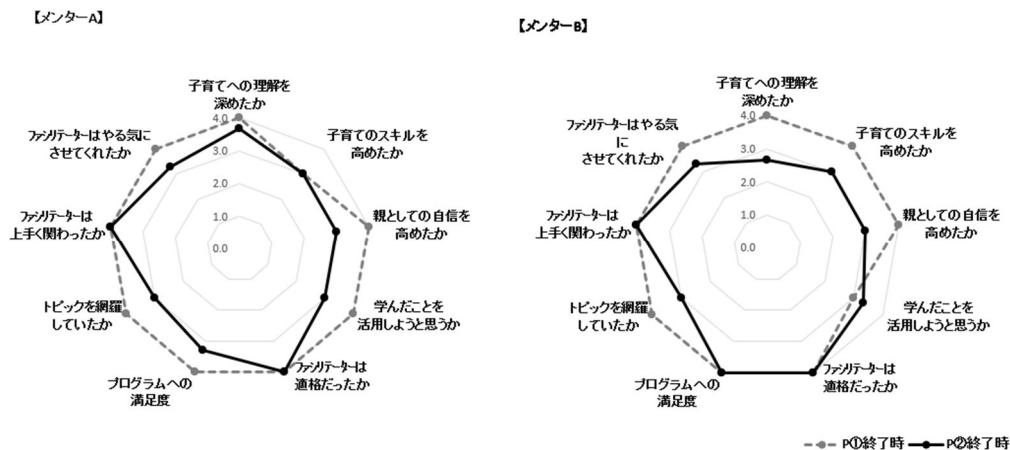 【メンターA】
子育てへの理解を
深めたか
子育てのスキルを
高めたか
親としての自信を
高めたか
学んだことを
活用しようと思うか
ファシリテーターは
適格だったか
プログラムへの
満足度
トピックを網羅
していたか
ファシリテーターは
上手く関わったか
ファシリテーターはやる気に
させてくれたか
4.0
3.0
2.0
1.0
0.0
【メンターB】
子育てへの理解を
深めたか
子育てのスキルを
高めたか
親としての自信を
高めたか
学んだことを
活用しようと思うか
ファシリテーターは
適格だったか
プログラムへの
満足度
トピックを網羅
していたか
ファシリテーターは
上手く関わったか
ファシリテーターはやる気
に
させてくれたか
4.0
3.0
2.0
1.0
0.0
P①終了時
P②終了時